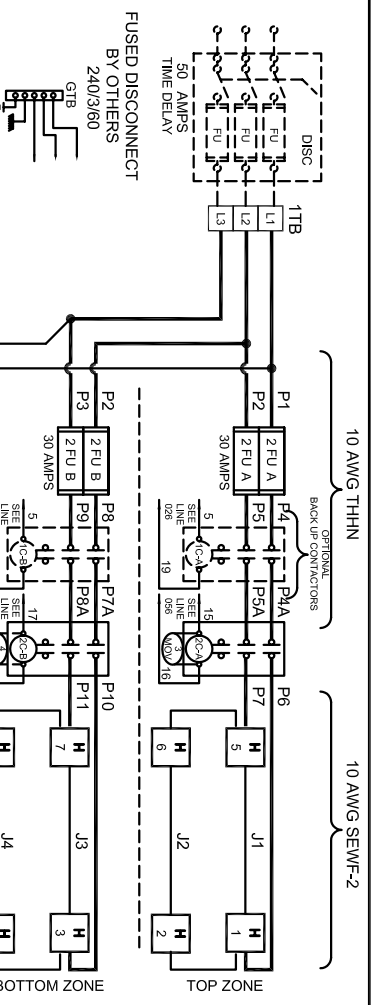 FUSED DISCONNECT
BY OTHERS
240/3/60
50 AMPS
TIME DELAY
DISC
FU
FU
FU
GTB
1TB
L1
L2
L3
10 AWG THHN
10 AWG SEWF-2
OPTIONAL
BACK UP CONTACTORS
P1
P2
2 FU A
2 FU A
30 AMPS
P4
P5
5
SEE
LINE
026
1C-A
19
P4A
P5A
15
SEE
LINE
056
2C-A
3
MOV
16
P6
P7
H
5
J1
H
1
H
6
J2
H
2
TOP ZONE
P2
P3
2 FU B
2 FU B
30 AMPS
P8
P9
5
SEE
LINE
1C-B
P7A
P8A
17
SEE
LINE
2C-B
4
P10
P11
H
7
J3
H
3
H
J4
H
BOTTOM ZONE